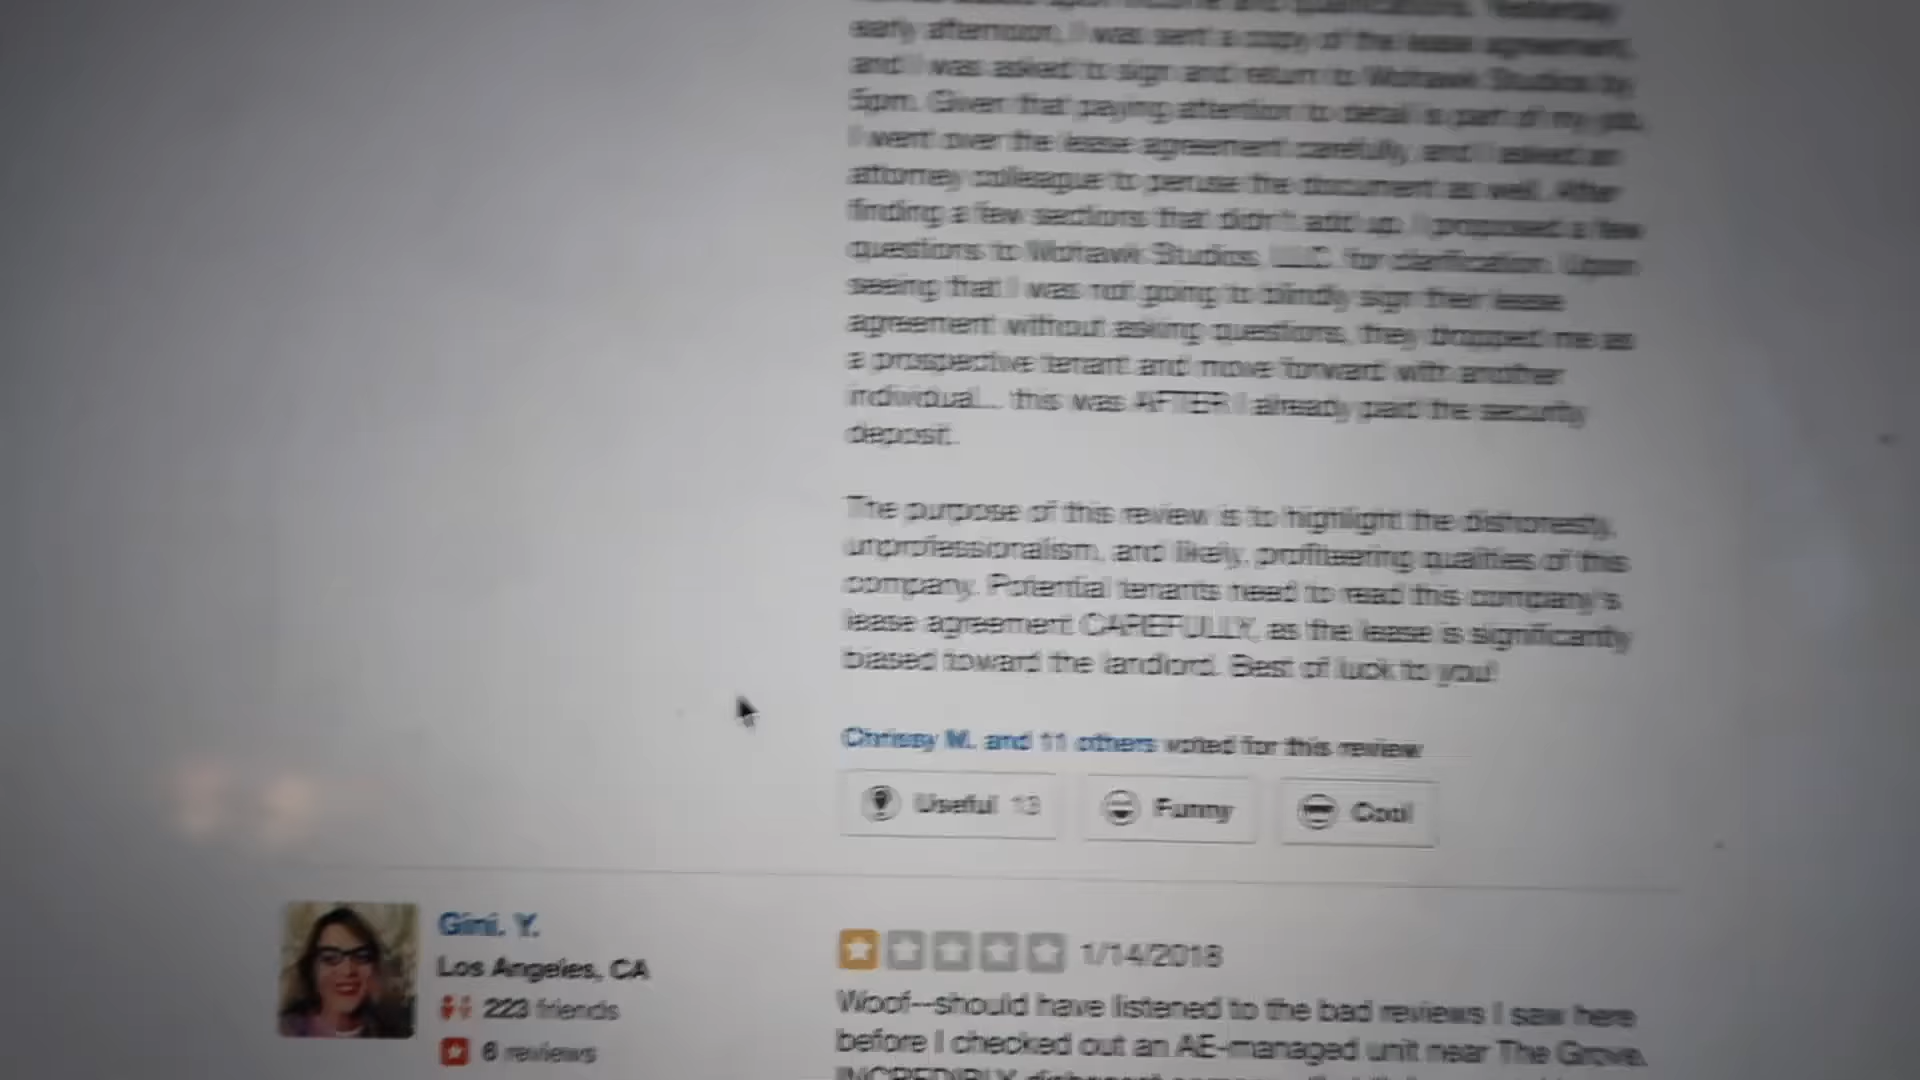 early afternoon, I was sent a copy of the lease agreement,
and I was asked to sign and return to Wohawk Studios by
5pm. Given that paying attention to detail is part of my job,
I went over the lease agreement carefully, and I asked an
attorney colleague to peruse the document as well. After
finding a few sections that didn't add up, I proposed a few
questions to Wohawk Studios, LLC. for clarification. Upon
seeing that I was not going to blindly sign their lease
agreement without asking questions, they dropped me as
a prospective tenant and move forward with another
individual... this was AFTER I already paid the security
deposit.
The purpose of this review is to highlight the dishonesty,
unprofessionalism, and likely, profiteering qualities of this
company. Potential tenants need to read this company's
lease agreement CAREFULLY, as the lease is significantly
biased toward the landlord. Best of luck to you!
Chrissy M. and 11 others voted for this review
Useful 13 Funny Cool
Gini. Y.
Los Angeles, CA
223 friends
6 reviews
1/14/2018
Woof--should have listened to the bad reviews I saw here
before I checked out an AE-managed unit near The Grove.
INCREDIBLY dishonest